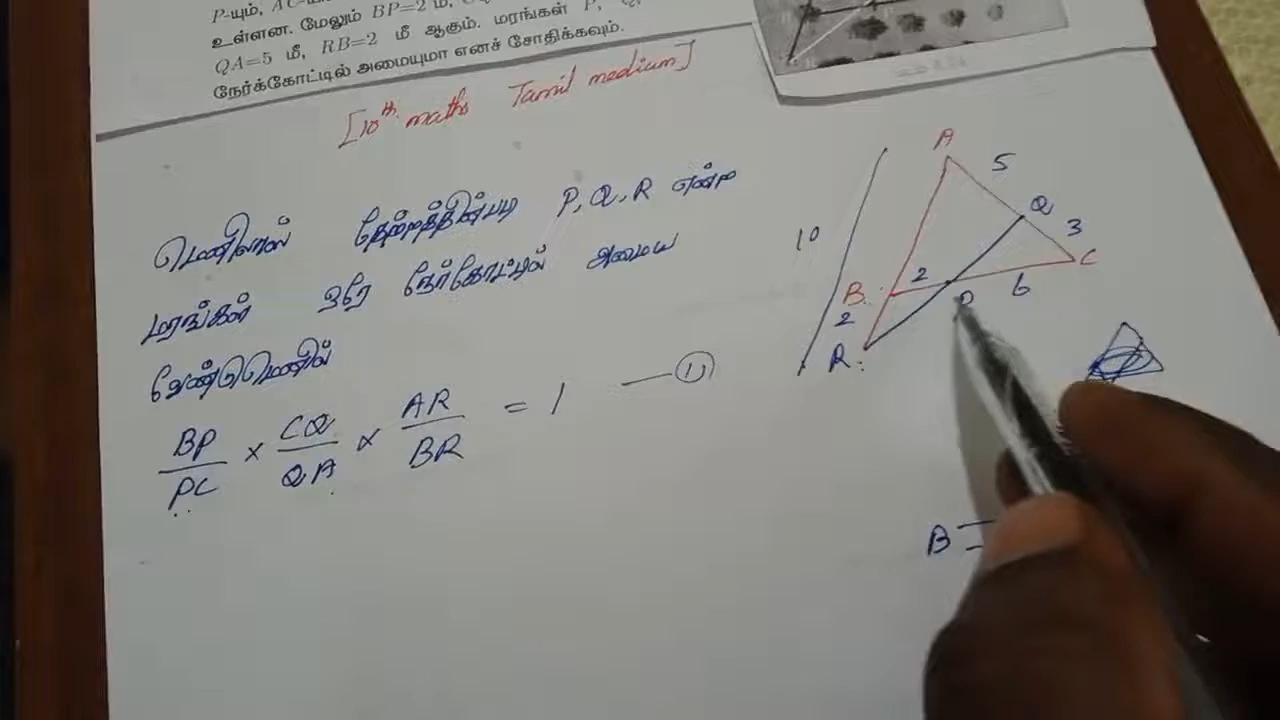 P-யும், AC-
உள்ளன. மேலும் BP=2 மீ,
QA=5 மீ, RB=2 மீ ஆகும். மரங்கள் P,
நேர்க்கோட்டில் அமையுமா எனச் சோதிக்கவும்.
[10th maths Tamil medium]
மெனிலாஸ் தேற்றத்தின்படி P, Q, R என்ற
மரங்கள் ஒரே நேர்கோட்டில் அமைய
வேண்டுமெனில்
BP/PC × CQ/QA × AR/BR = 1 — (1)
A
5
Q
3
C
10
B
2
P
6
2
R
B =